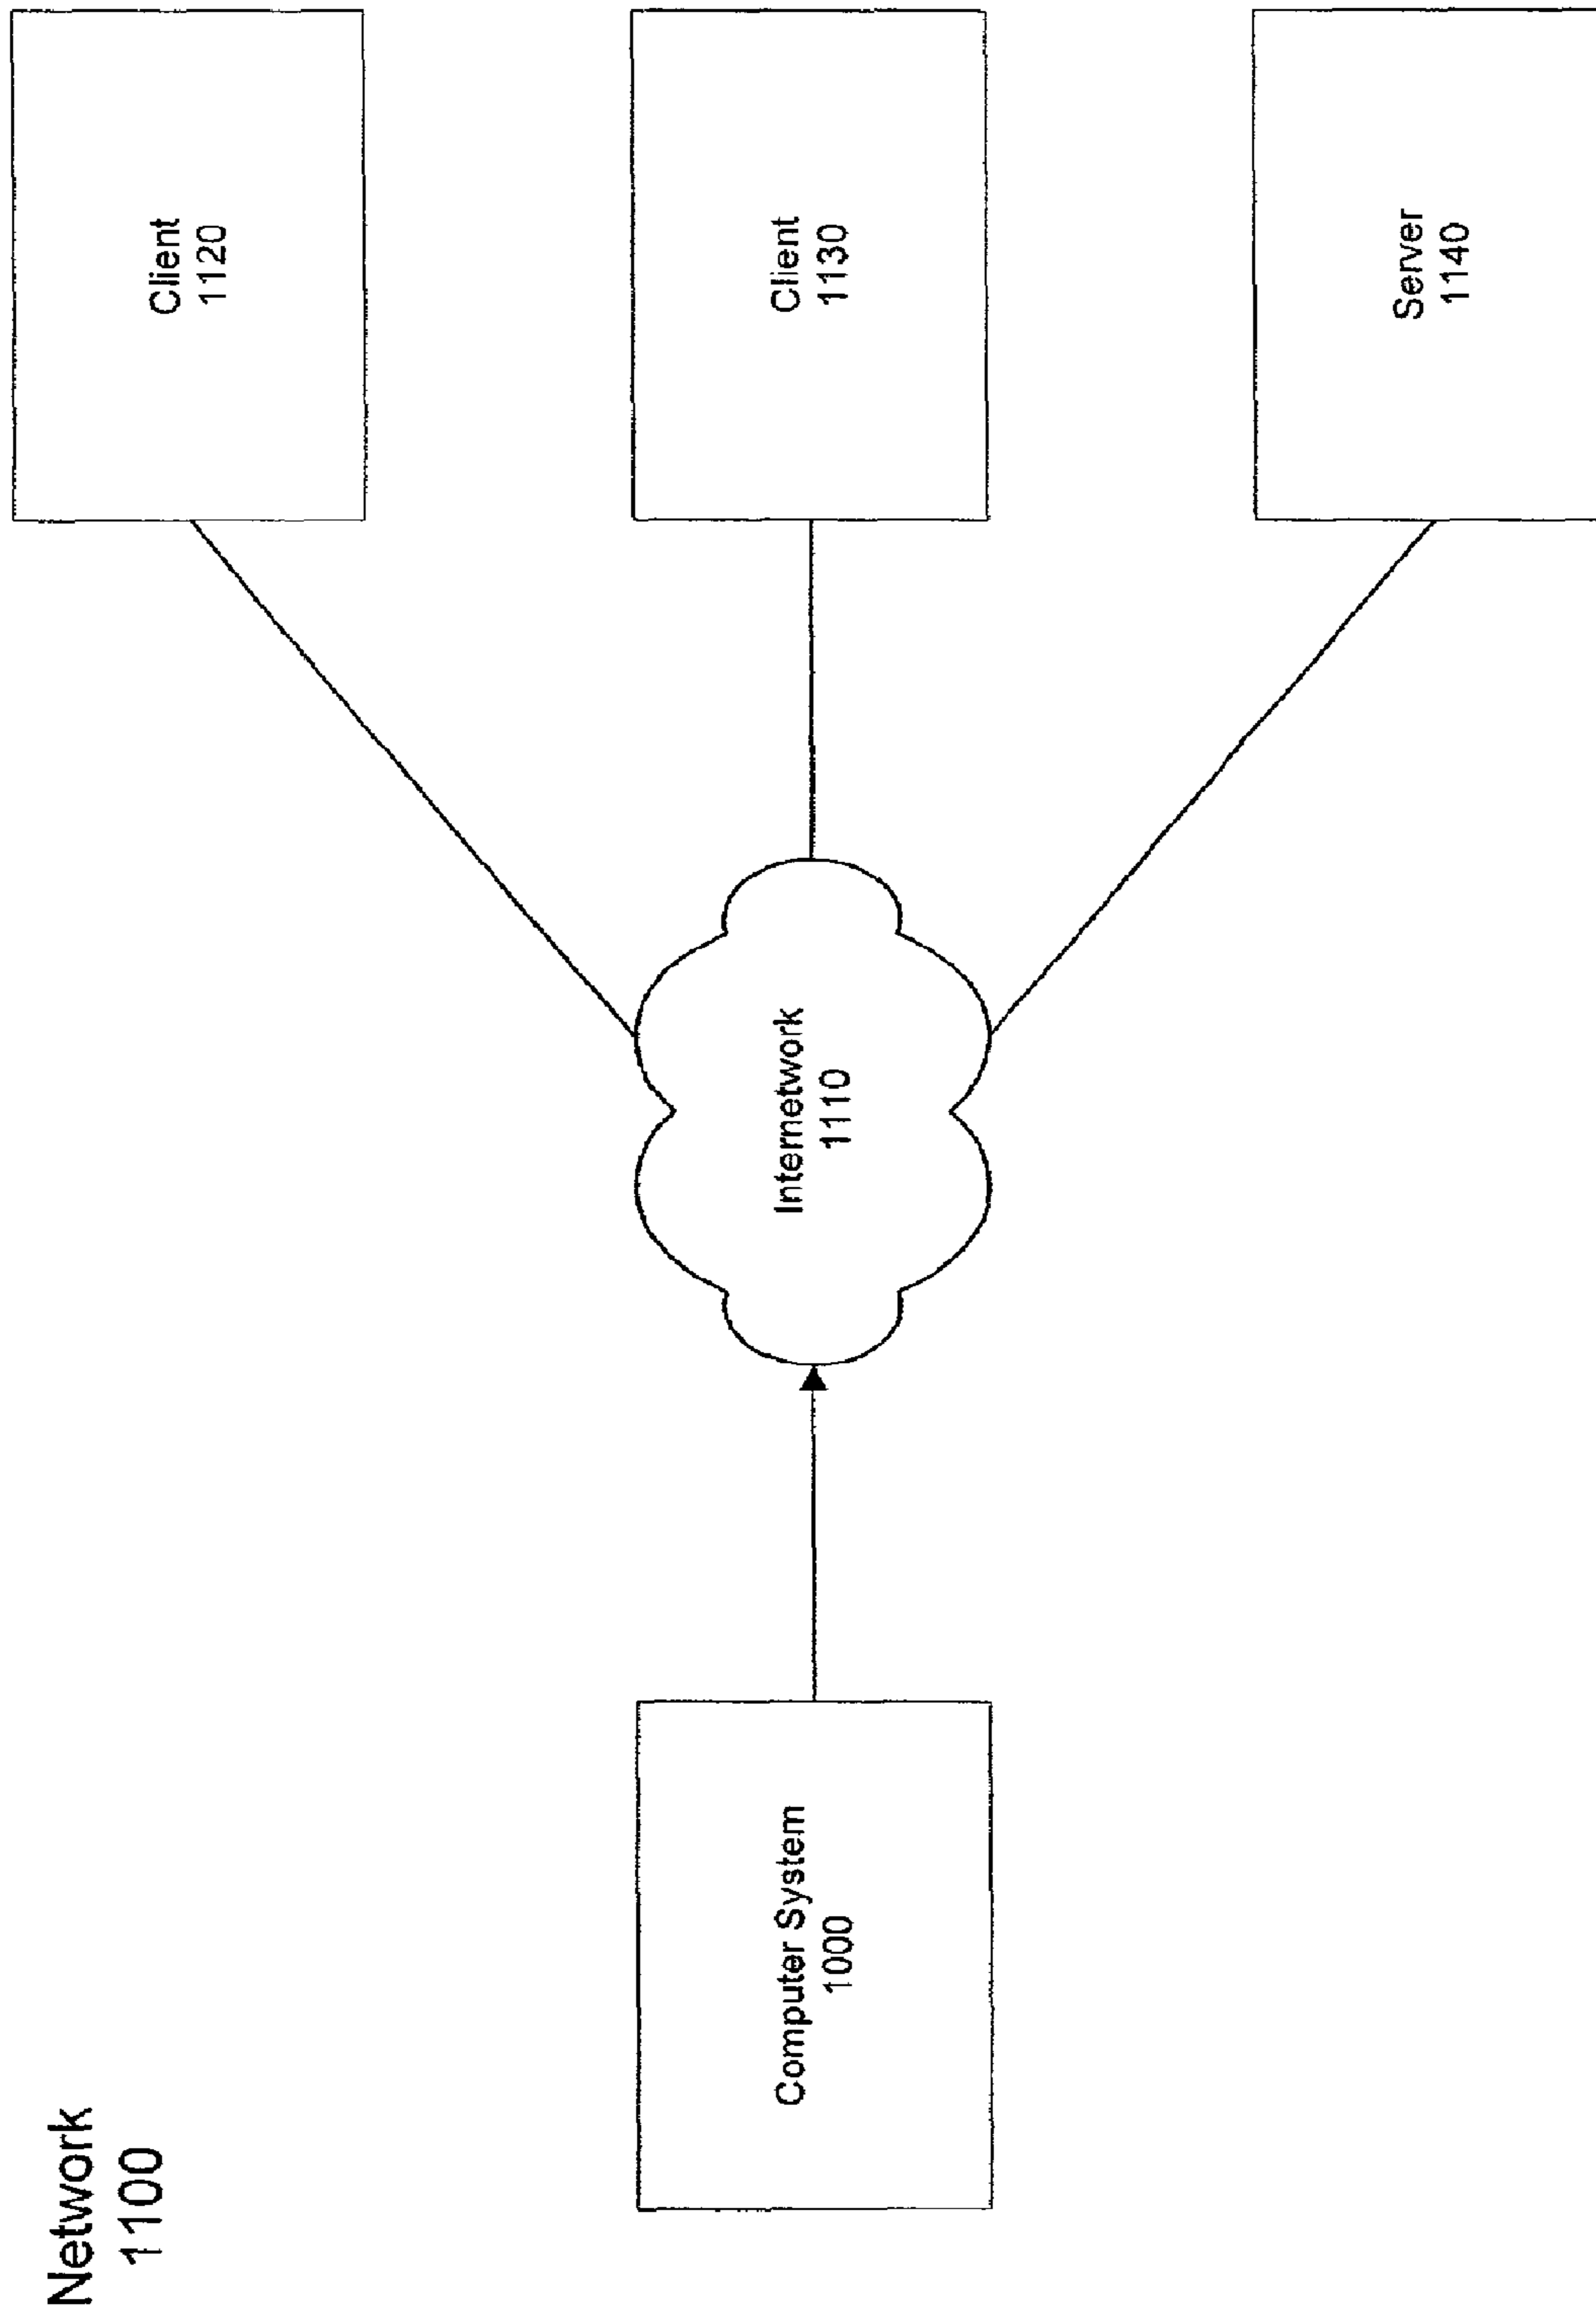 Network
1100
Computer System
1000
Internetwork
1110
Client
1120
Client
1130
Server
1140